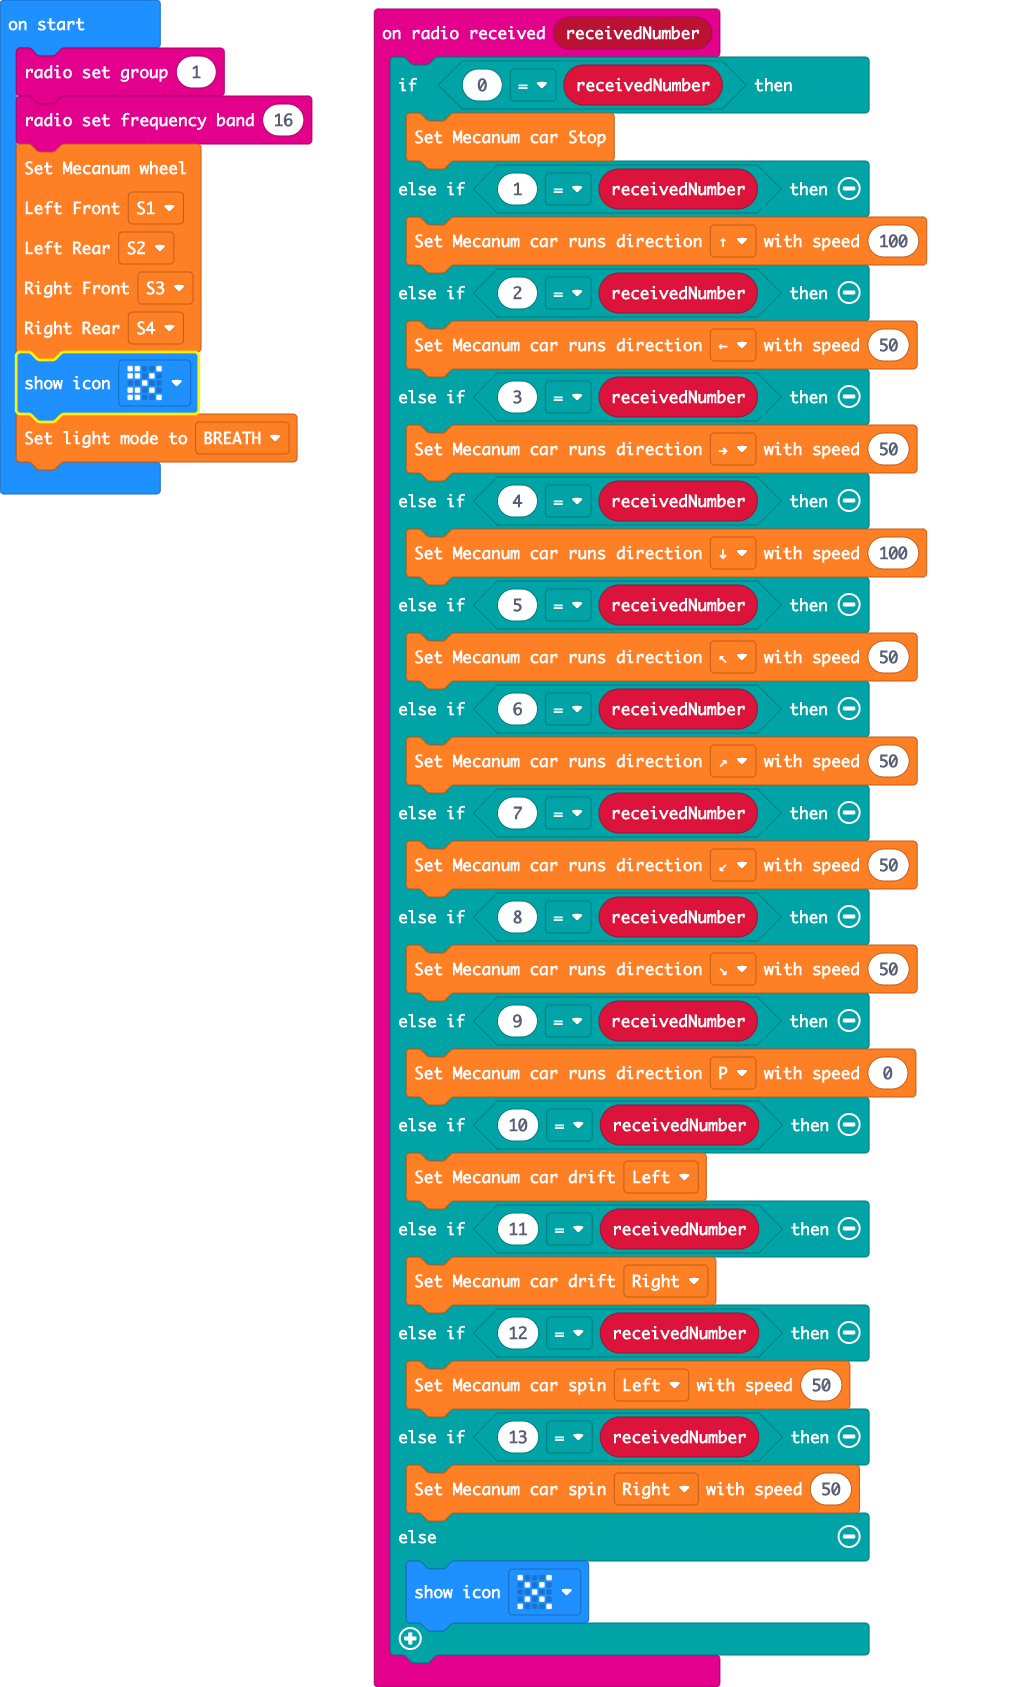 on start
radio set group 1
radio set frequency band 16
Set Mecanum wheel
Left Front S1
Left Rear S2
Right Front S3
Right Rear S4
show icon
Set light mode to BREATH
on radio received receivedNumber
if 0 = receivedNumber then
Set Mecanum car Stop
else if 1 = receivedNumber then
Set Mecanum car runs direction ↑ with speed 100
else if 2 = receivedNumber then
Set Mecanum car runs direction ← with speed 50
else if 3 = receivedNumber then
Set Mecanum car runs direction → with speed 50
else if 4 = receivedNumber then
Set Mecanum car runs direction ↓ with speed 100
else if 5 = receivedNumber then
Set Mecanum car runs direction ↖ with speed 50
else if 6 = receivedNumber then
Set Mecanum car runs direction ↗ with speed 50
else if 7 = receivedNumber then
Set Mecanum car runs direction ↙ with speed 50
else if 8 = receivedNumber then
Set Mecanum car runs direction ↘ with speed 50
else if 9 = receivedNumber then
Set Mecanum car runs direction P with speed 0
else if 10 = receivedNumber then
Set Mecanum car drift Left
else if 11 = receivedNumber then
Set Mecanum car drift Right
else if 12 = receivedNumber then
Set Mecanum car spin Left with speed 50
else if 13 = receivedNumber then
Set Mecanum car spin Right with speed 50
else
show icon